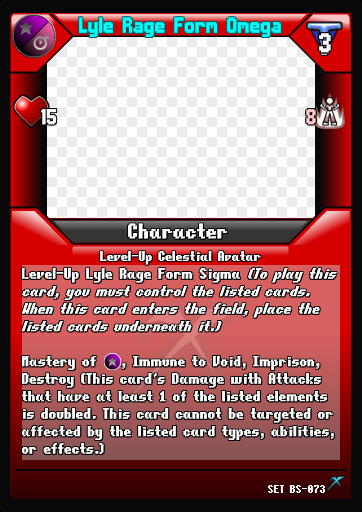 Lyle Rage Form Omega
3
15
8
Character
Level-Up Celestial Avatar
Level-Up Lyle Rage Form Sigma (To play this
card, you must control the listed cards.
When this card enters the field, place the
listed cards underneath it.)
Mastery of , Immune to Void, Imprison,
Destroy (This card's Damage with Attacks
that have at least 1 of the listed elements
is doubled. This card cannot be targeted or
affected by the listed card types, abilities,
or effects.)
SET BS-073